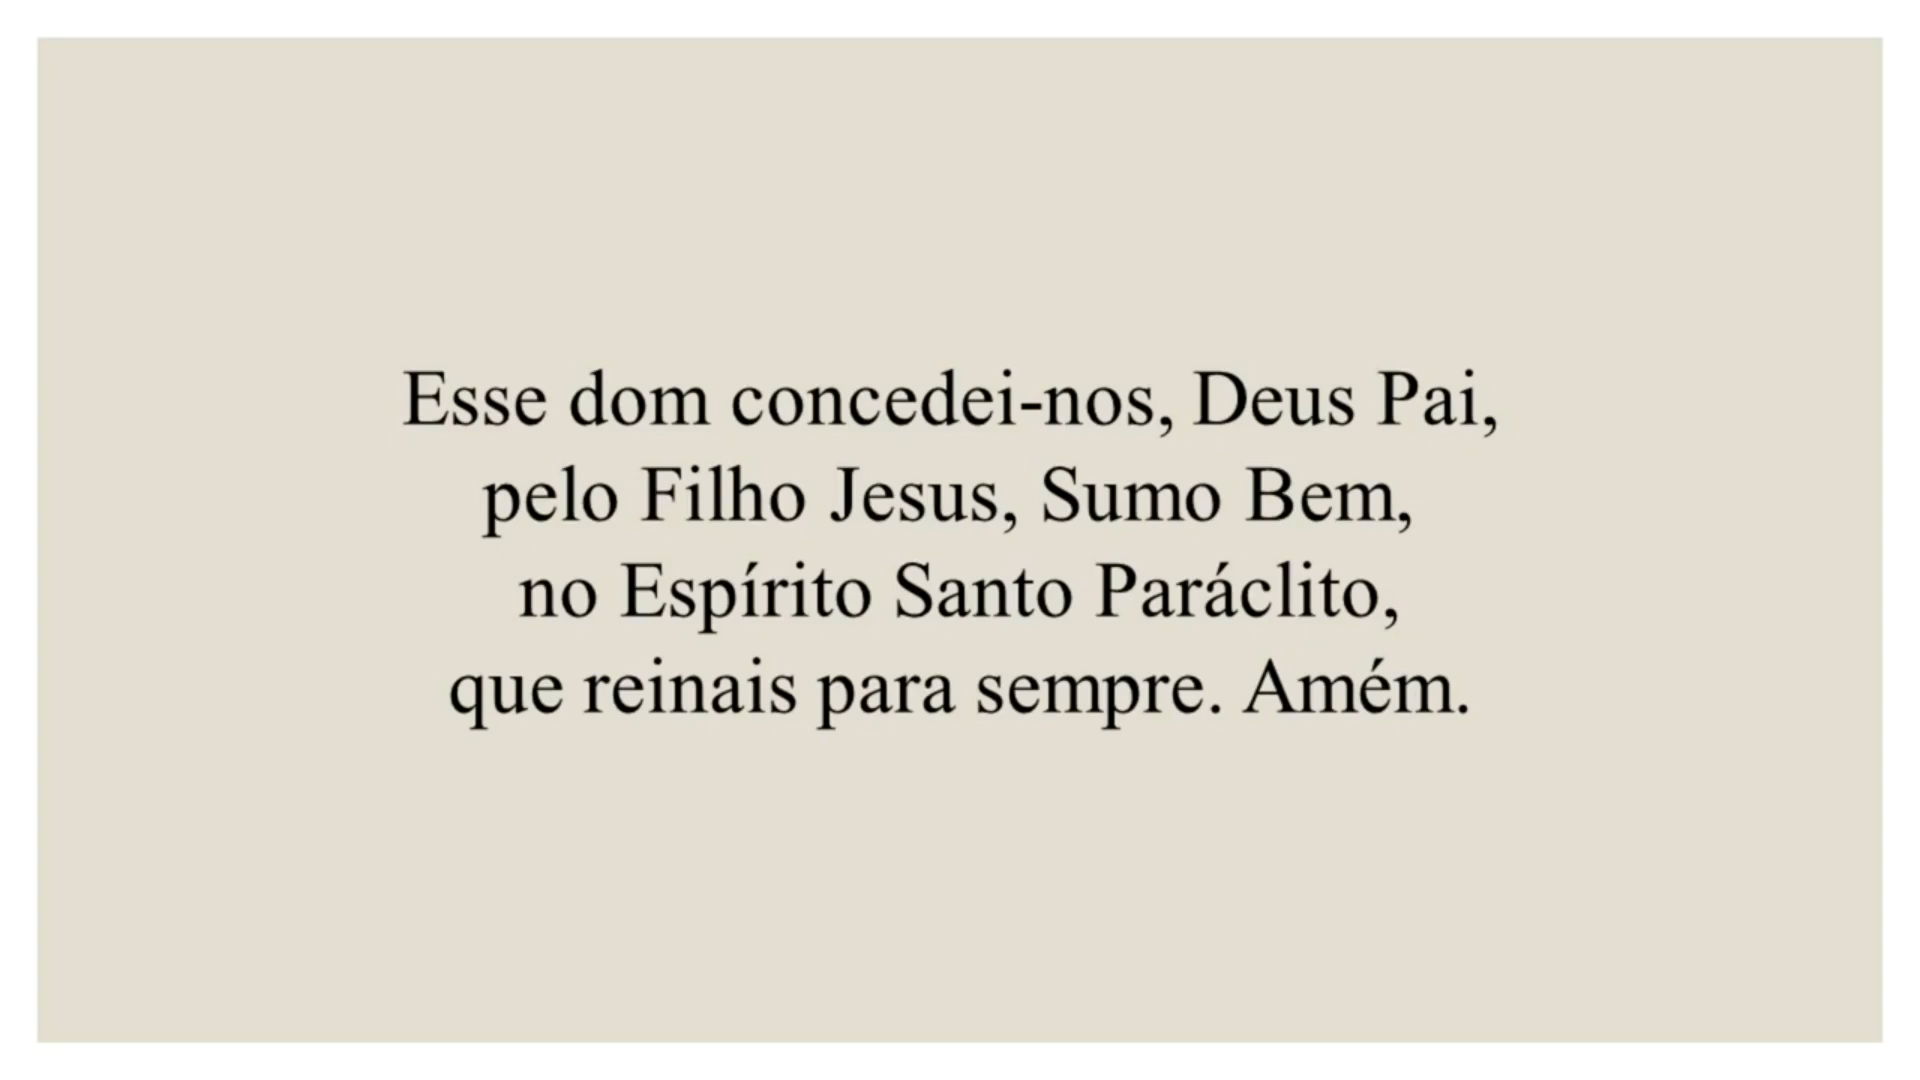 Esse dom concedei-nos, Deus Pai,
pelo Filho Jesus, Sumo Bem,
no Espírito Santo Paráclito,
que reinais para sempre. Amém.